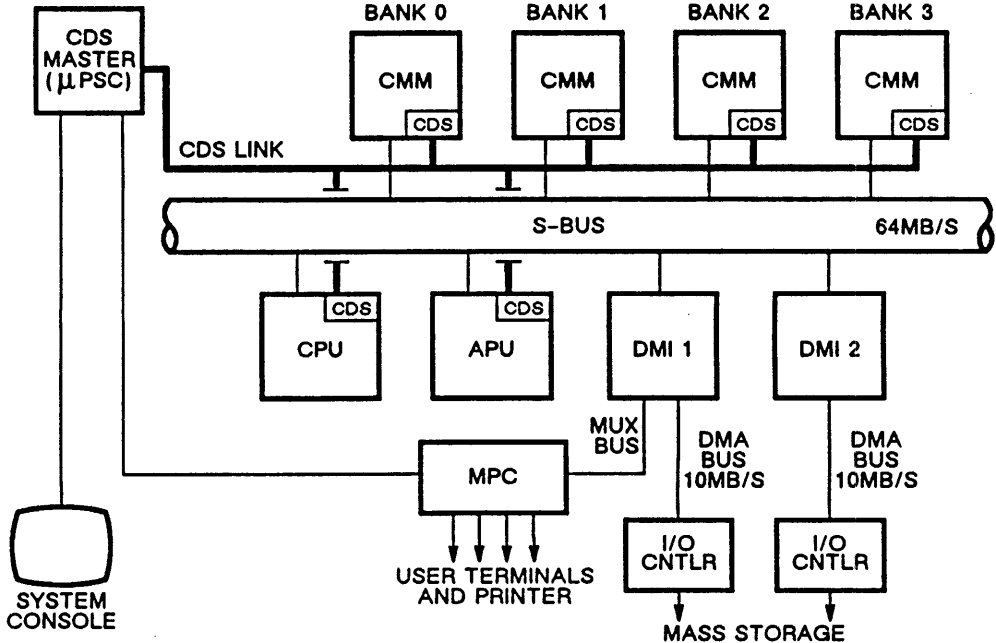 CDS
MASTER
(μPSC)
BANK 0
BANK 1
BANK 2
BANK 3
CMM
CDS
CMM
CDS
CMM
CDS
CMM
CDS
CDS LINK
S-BUS
64MB/S
CDS
CPU
CDS
APU
DMI 1
DMI 2
MUX
BUS
DMA
BUS
10MB/S
DMA
BUS
10MB/S
MPC
I/O
CNTLR
I/O
CNTLR
USER TERMINALS
AND PRINTER
SYSTEM
CONSOLE
MASS STORAGE